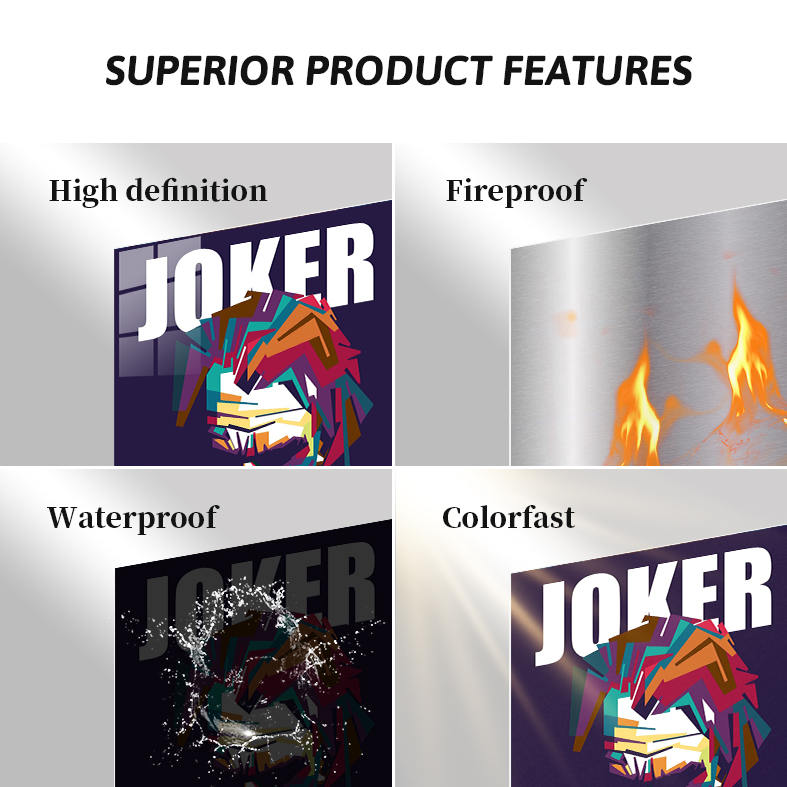 SUPERIOR PRODUCT FEATURES
High definition
Fireproof
JOKER
Waterproof
Colorfast
JOKER
JOKER